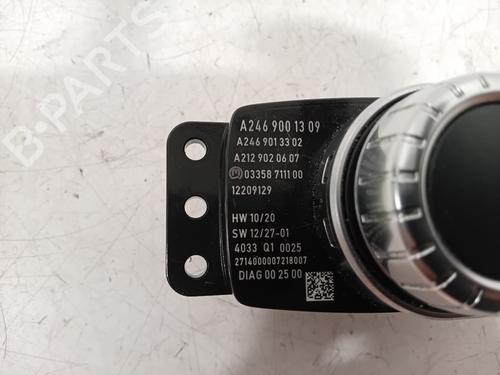 A246 900 13 09
A246 901 33 02
A212 902 06 07
03358 7111 00
12209129
HW 10/20
SW 12/27-01
4033 Q1 0025
2714000007218007
DIAG 00 25 00